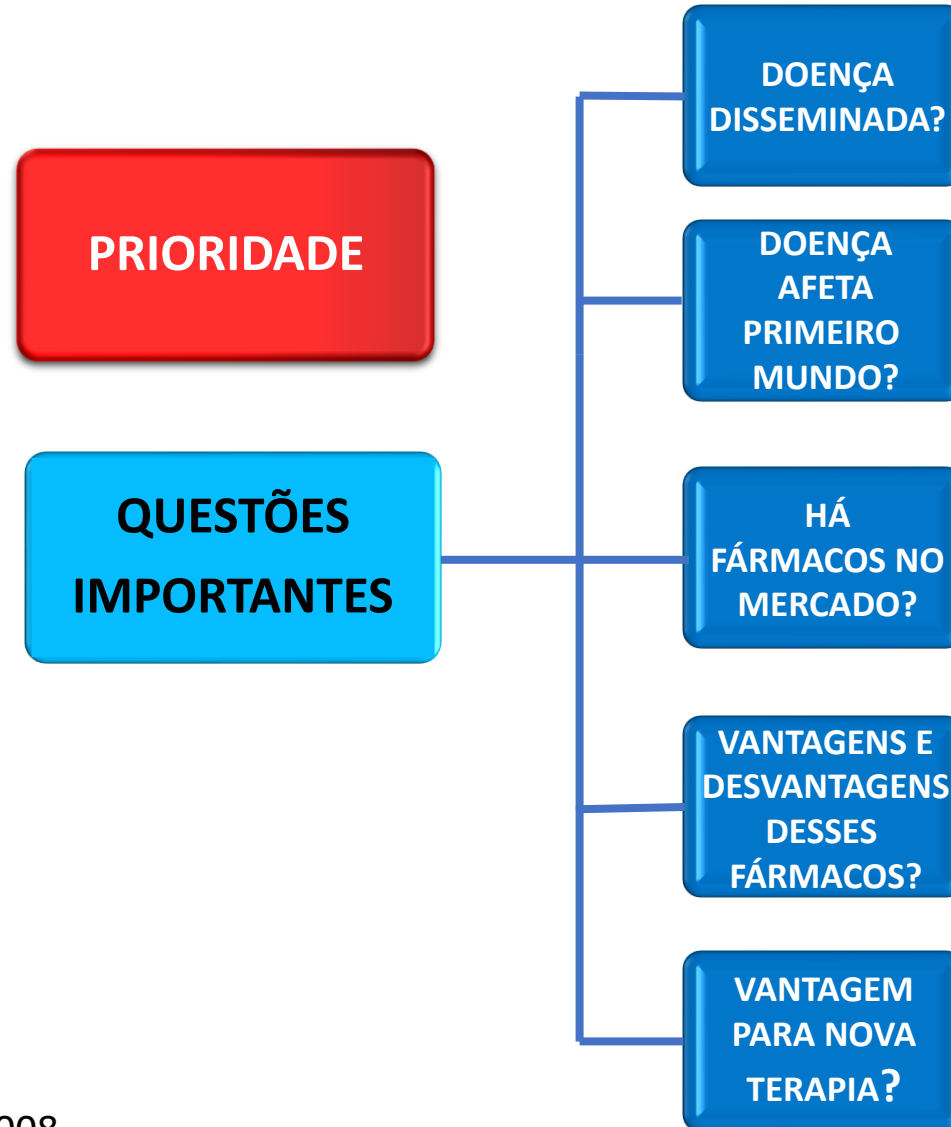 PRIORIDADE
QUESTÕES
IMPORTANTES
DOENÇA
DISSEMINADA?
DOENÇA
AFETA
PRIMEIRO
MUNDO?
HÁ
FÁRMACOS NO
MERCADO?
VANTAGENS E
DESVANTAGENS
DESSES
FÁRMACOS?
VANTAGEM
PARA NOVA
TERAPIA?